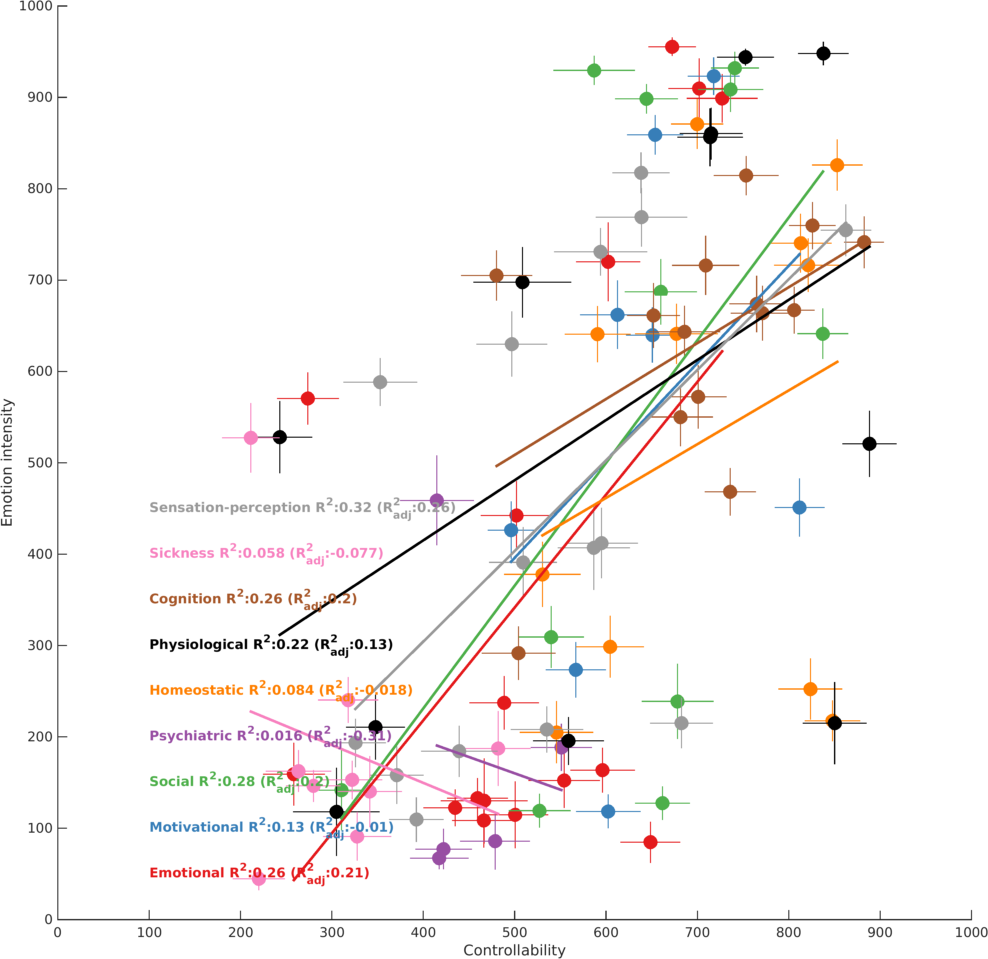 1000
900
800
700
600
500
400
300
200
100
0
Emotion intensity
Sensation-perception R²:0.32 (R²adj:0.26)
Sickness R²:0.058 (R²adj:-0.077)
Cognition R²:0.26 (R²adj:0.2)
Physiological R²:0.22 (R²adj:0.13)
Homeostatic R²:0.084 (R²adj:-0.018)
Psychiatric R²:0.016 (R²adj:-0.31)
Social R²:0.28 (R²adj:0.2)
Motivational R²:0.13 (R²adj:-0.01)
Emotional R²:0.26 (R²adj:0.21)
0 100 200 300 400 500 600 700 800 900 1000
Controllability